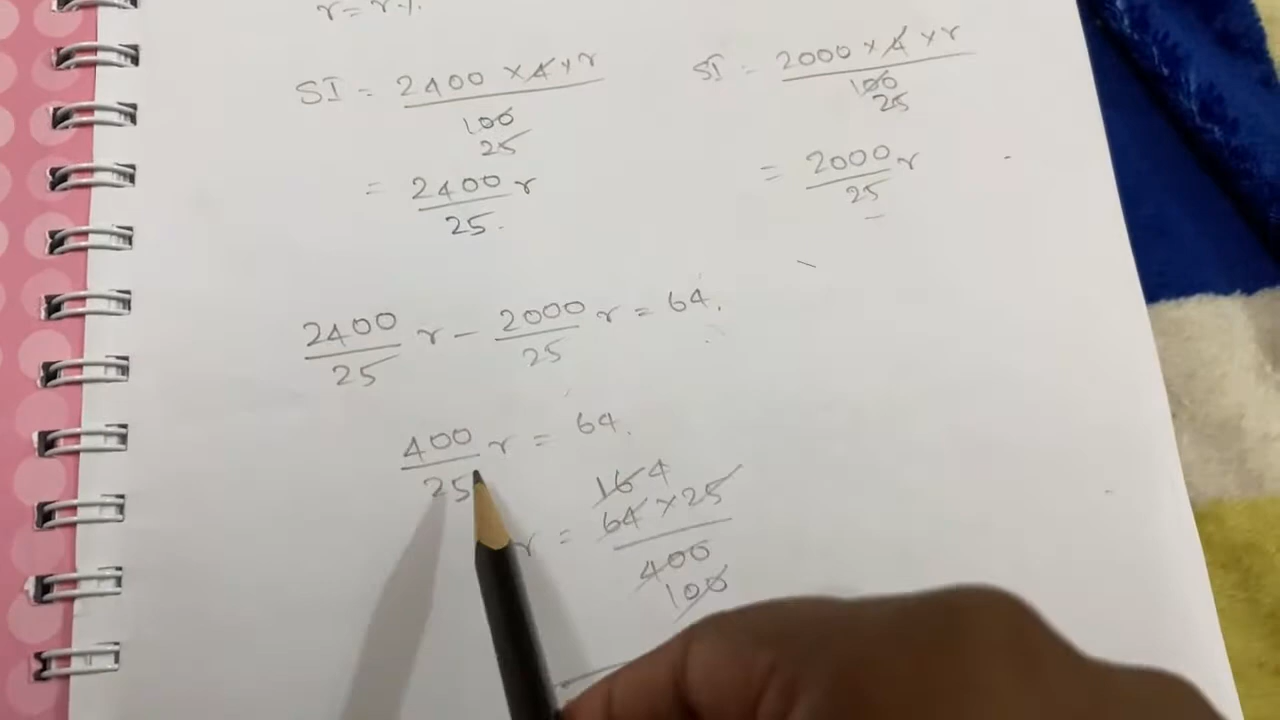 r = r%.
SI = 2400 × 4 × r SI = 2000 × 4 × r
100 100
25 25
= 2400 r = 2000 r
25. 25
2400 r - 2000 r = 64.
25 25
400 r = 64.
25
16 4
r = 64 × 25
400
100